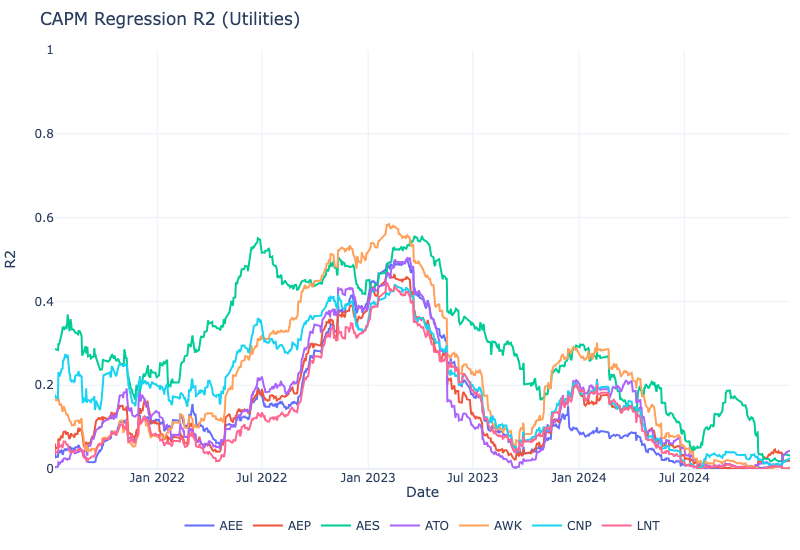 CAPM Regression R2 (Utilities)
1
0.8
0.6
0.4
0.2
0
R2
Jan 2022
Jul 2022
Jan 2023
Jul 2023
Jan 2024
Jul 2024
Date
AEE AEP AES ATO AWK CNP LNT